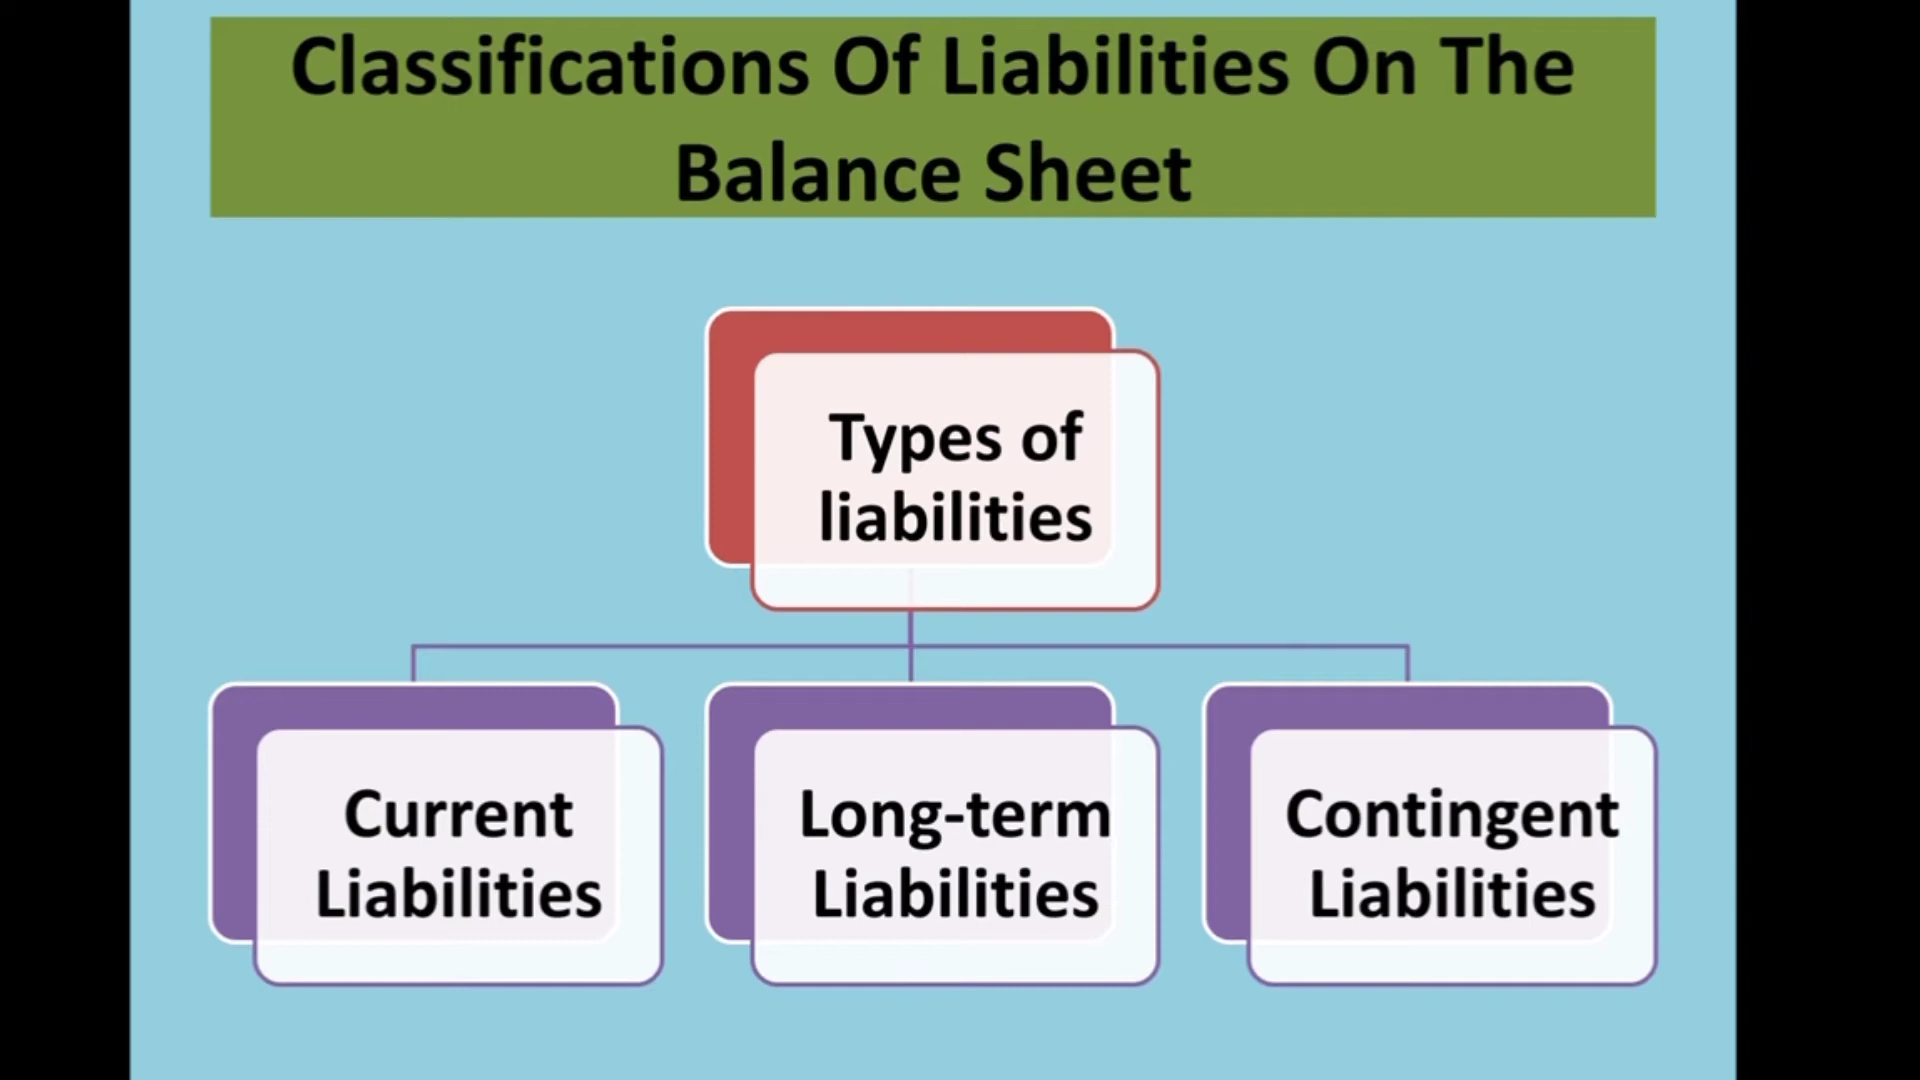 Classifications Of Liabilities On The
Balance Sheet
Types of
liabilities
Current
Liabilities
Long-term
Liabilities
Contingent
Liabilities